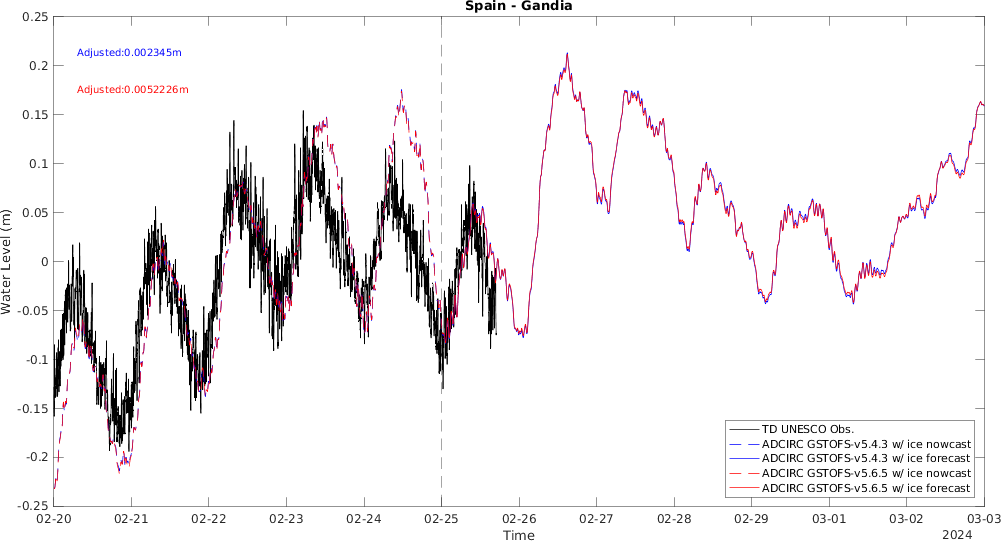 Spain - Gandia
0.25
0.2
0.15
0.1
0.05
0
-0.05
-0.1
-0.15
-0.2
-0.25
Water Level (m)
Adjusted:0.002345m
Adjusted:0.0052226m
TD UNESCO Obs.
ADCIRC GSTOFS-v5.4.3 w/ ice nowcast
ADCIRC GSTOFS-v5.4.3 w/ ice forecast
ADCIRC GSTOFS-v5.6.5 w/ ice nowcast
ADCIRC GSTOFS-v5.6.5 w/ ice forecast
02-20 02-21 02-22 02-23 02-24 02-25 02-26 02-27 02-28 02-29 03-01 03-02 03-03
Time
2024